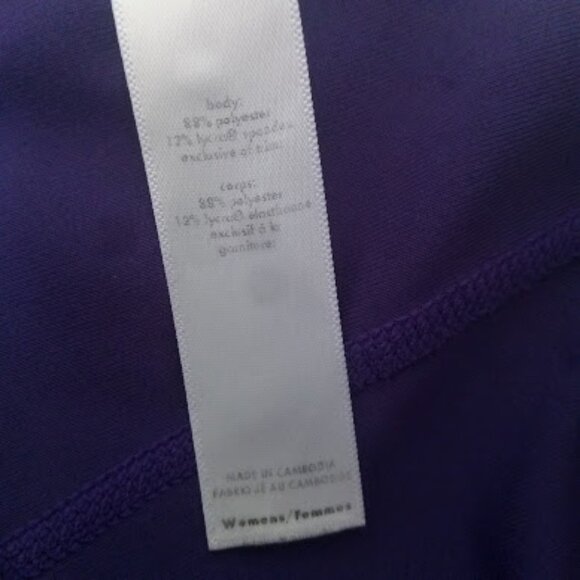 body:
88% polyester
12% lycra® spandex
exclusive of trim
corps:
88% polyester
12% lycra® élasthanne
exclusif à la
garniture
MADE IN CAMBODIA
FABRIQUÉ AU CAMBODGE
Womens/Femmes